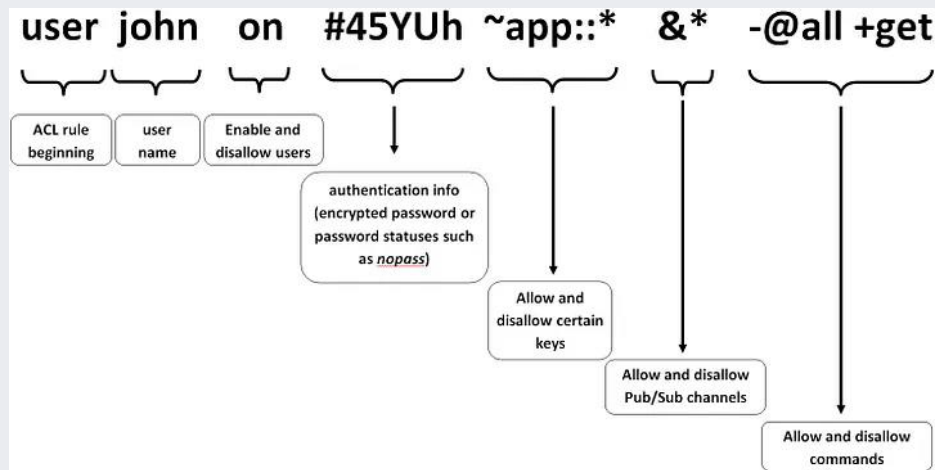 user john on #45YUh ~app::* &* -@all +get
ACL rule
beginning
user
name
Enable and
disallow users
authentication info
(encrypted password or
password statuses such
as nopass)
Allow and
disallow certain
keys
Allow and disallow
Pub/Sub channels
Allow and disallow
commands